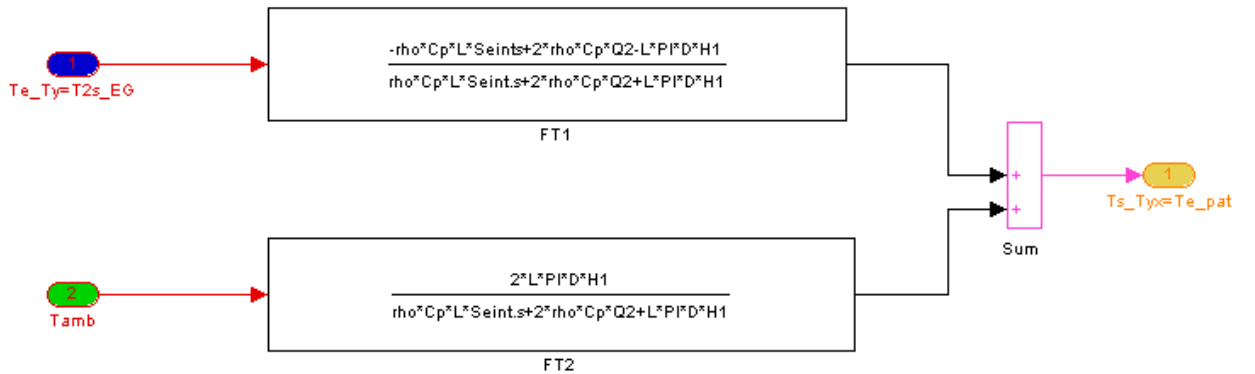 -rho*Cp*L*Seints+2*rho*Cp*Q2-L*PI*D*H1
rho*Cp*L*Seint.s+2*rho*Cp*Q2+L*PI*D*H1
FT1
1
Te_Ty=T2s_EG
+
+
Sum
1
Ts_Tyx=Te_pat
2
Tamb
2*L*PI*D*H1
rho*Cp*L*Seint.s+2*rho*Cp*Q2+L*PI*D*H1
FT2